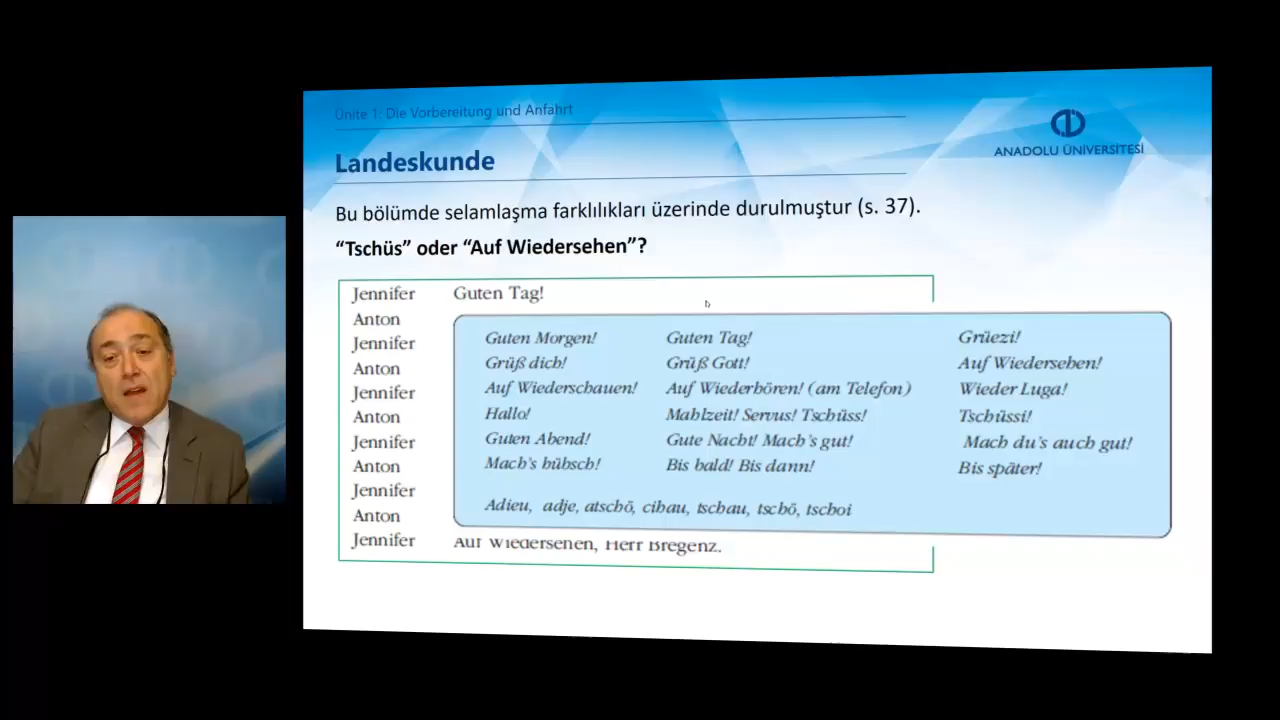 Ünite 1: Die Vorbereitung und Anfahrt
ANADOLU ÜNİVERSİTESİ
Landeskunde
Bu bölümde selamlaşma farklılıkları üzerinde durulmuştur (s. 37).
“Tschüs” oder “Auf Wiedersehen”?
Jennifer Guten Tag!
Anton
Jennifer
Anton
Jennifer
Anton
Jennifer
Anton
Jennifer
Anton
Jennifer Auf Wiedersehen, Herr Bregenz.
Guten Morgen! Guten Tag! Grüezi!
Grüß dich! Grüß Gott! Auf Wiedersehen!
Auf Wiederschauen! Auf Wiederhören! (am Telefon) Wieder Luga!
Hallo! Mahlzeit! Servus! Tschüss! Tschüssi!
Guten Abend! Gute Nacht! Mach's gut! Mach du's auch gut!
Mach's hübsch! Bis bald! Bis dann! Bis später!
Adieu, adje, atschö, cihau, tschau, tschö, tschoi